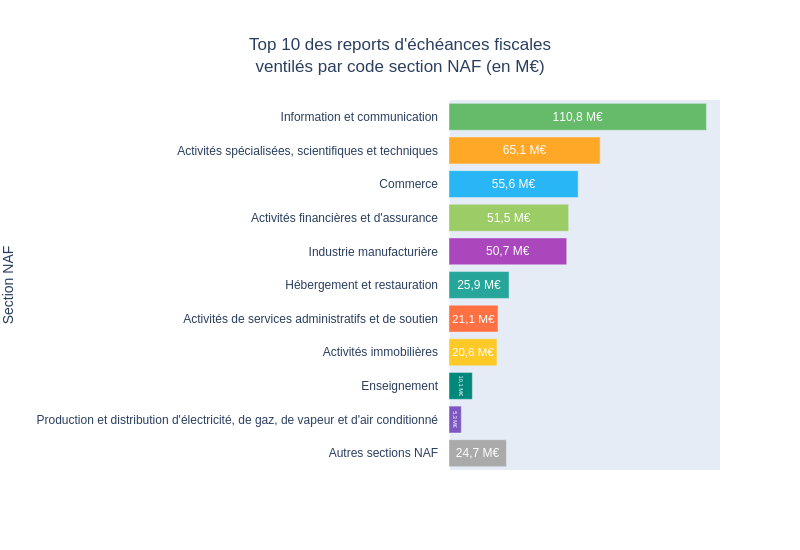 Top 10 des reports d'échéances fiscales
ventilés par code section NAF (en M€)
Section NAF
Information et communication 110,8 M€
Activités spécialisées, scientifiques et techniques 65,1 M€
Commerce 55,6 M€
Activités financières et d'assurance 51,5 M€
Industrie manufacturière 50,7 M€
Hébergement et restauration 25,9 M€
Activités de services administratifs et de soutien 21,1 M€
Activités immobilières 20,6 M€
Enseignement 10,1 M€
Production et distribution d'électricité, de gaz, de vapeur et d'air conditionné
Autres sections NAF 24,7 M€